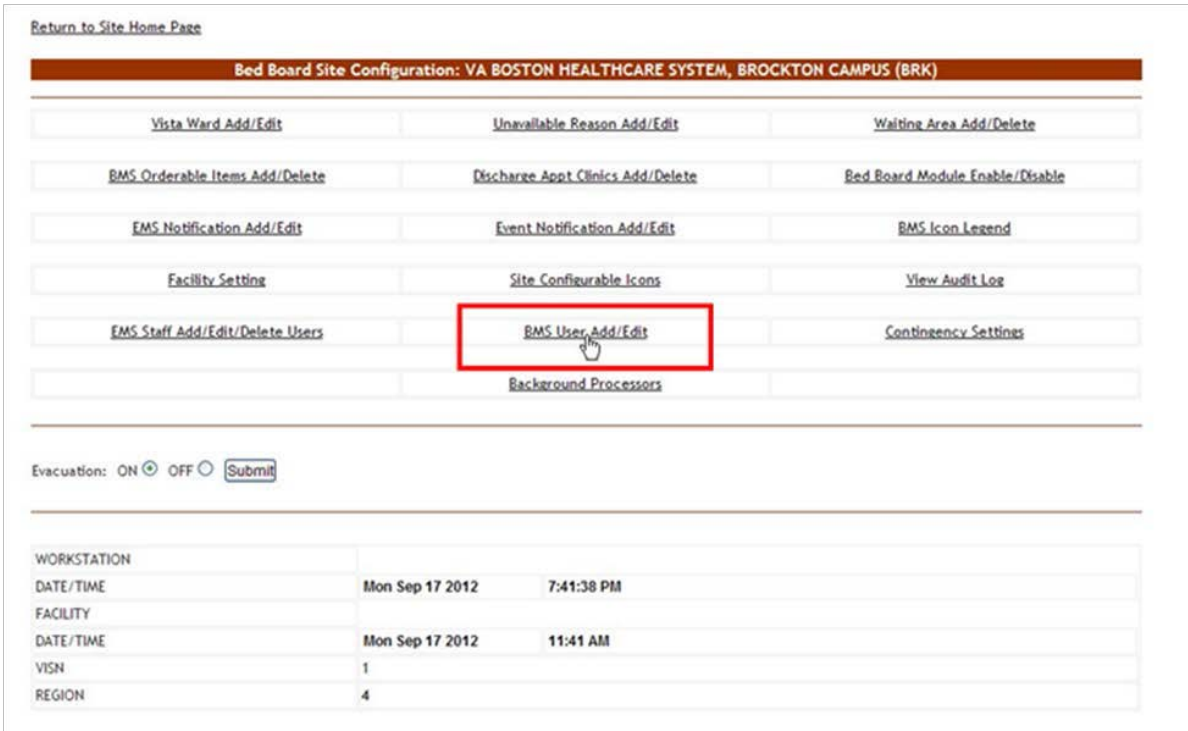 Return to Site Home Page
Bed Board Site Configuration: VA BOSTON HEALTHCARE SYSTEM, BROCKTON CAMPUS (BRK)
Vista Ward Add/Edit Unavailable Reason Add/Edit Waiting Area Add/Delete
BMS Orderable Items Add/Delete Discharge Appt Clinics Add/Delete Bed Board Module Enable/Disable
EMS Notification Add/Edit Event Notification Add/Edit BMS Icon Legend
Facility Setting Site Configurable Icons View Audit Log
EMS Staff Add/Edit/Delete Users BMS User Add/Edit Contingency Settings
Background Processors
Evacuation: ON OFF Submit
WORKSTATION
DATE/TIME Mon Sep 17 2012 7:41:38 PM
FACILITY
DATE/TIME Mon Sep 17 2012 11:41 AM
VISN 1
REGION 4